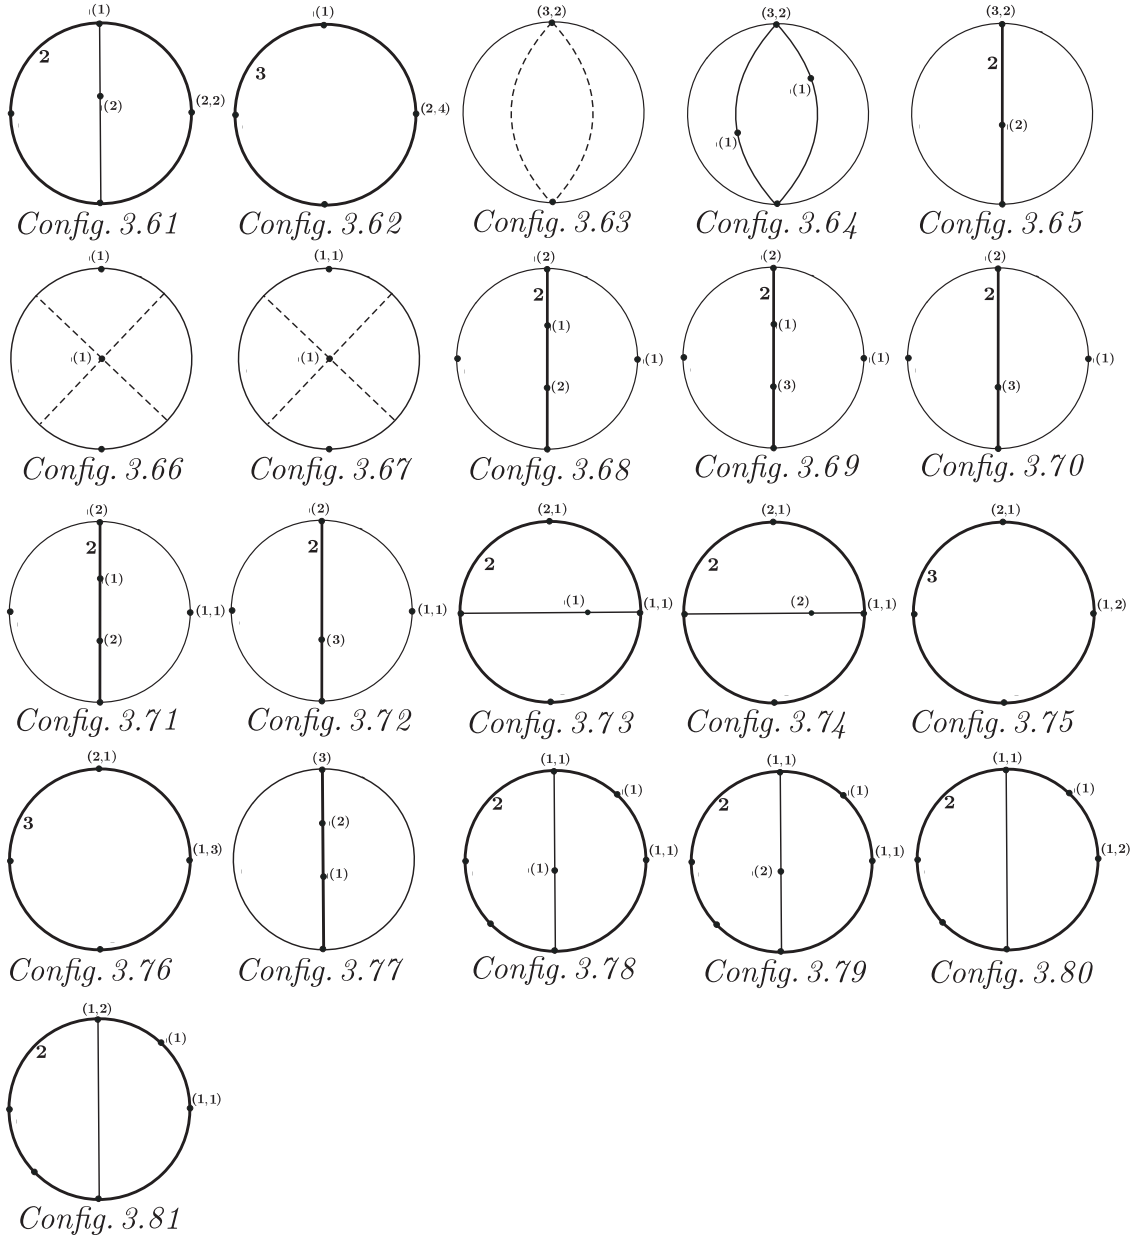 (1) (1) (3,2) (3,2) (3,2)
2 (2) (2,2) 3 (2,4) (1) (1) 2 (2)
Config. 3.61 Config. 3.62 Config. 3.63 Config. 3.64 Config. 3.65
(1) (1,1) (2) (2) (2)
(1) (1) 2 (1) (2) (1) 2 (1) (3) (1) 2 (3) (1)
Config. 3.66 Config. 3.67 Config. 3.68 Config. 3.69 Config. 3.70
(2) (2) (2,1) (2,1) (2,1)
2 (1) (2) (1,1) 2 (3) (1,1) 2 (1) (1,1) 2 (2) (1,1) 3 (1,2)
Config. 3.71 Config. 3.72 Config. 3.73 Config. 3.74 Config. 3.75
(2,1) (3) (1,1) (1,1) (1,1)
3 (1,3) (2) (1) 2 (1) (1) (1,1) 2 (1) (2) (1,1) 2 (1) (1,2)
Config. 3.76 Config. 3.77 Config. 3.78 Config. 3.79 Config. 3.80
(1,2)
2 (1) (1,1)
Config. 3.81